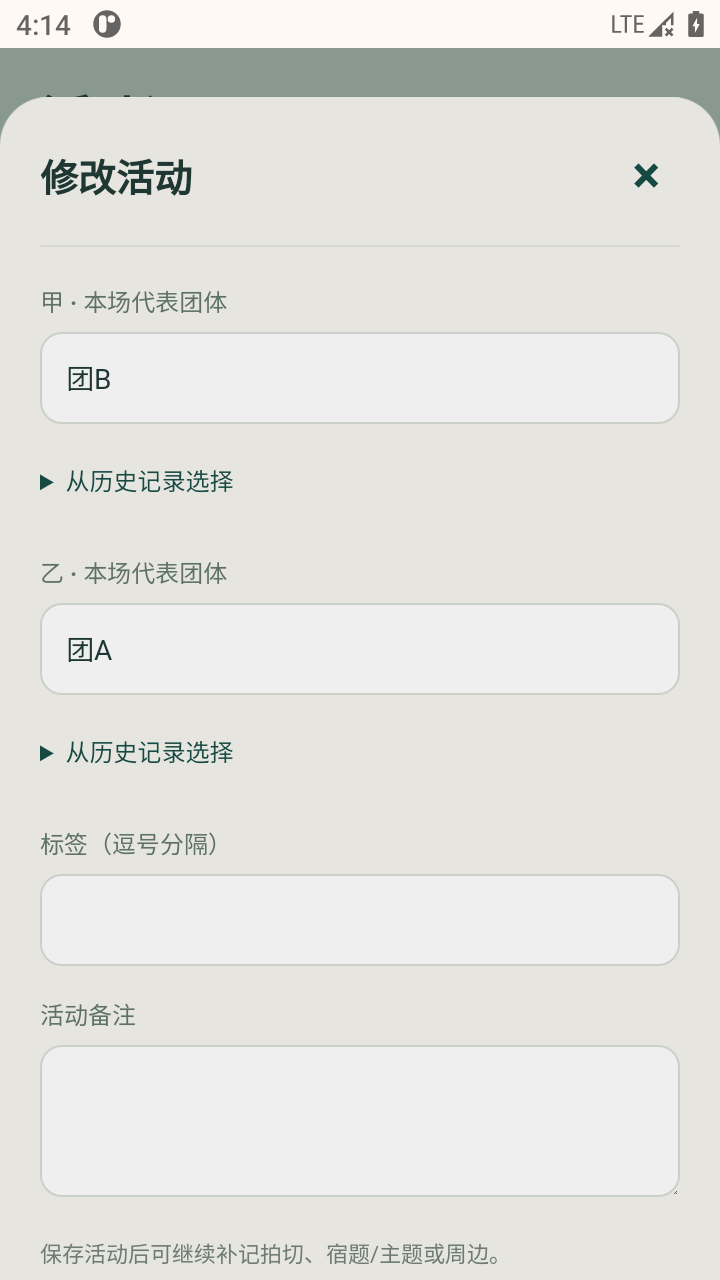 4:14
LTE
修改活动
甲 · 本场代表团体
团B
从历史记录选择
乙 · 本场代表团体
团A
从历史记录选择
标签（逗号分隔）
活动备注
保存活动后可继续补记拍切、宿题/主题或周边。